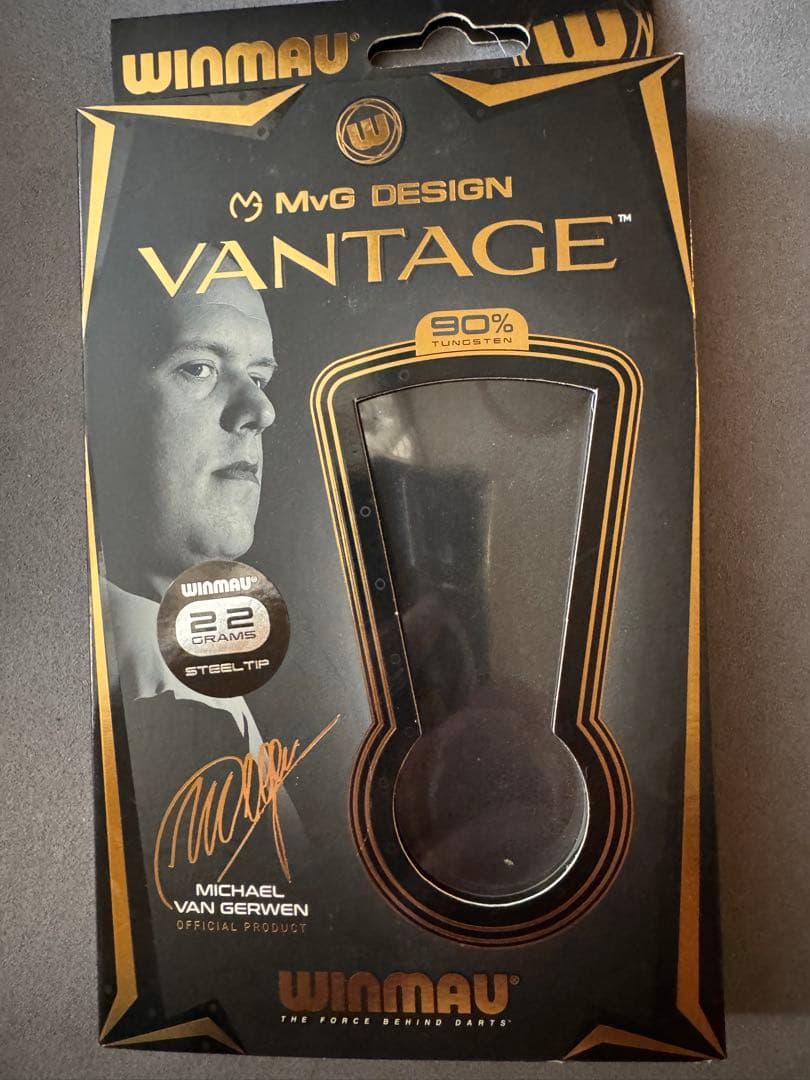 WINMAU®
W
W
MvG DESIGN
VANTAGE™
90%
TUNGSTEN
WINMAU®
22
GRAMS
STEELTIP
MICHAEL
VAN GERWEN
OFFICIAL PRODUCT
WINMAU®
THE FORCE BEHIND DARTS™